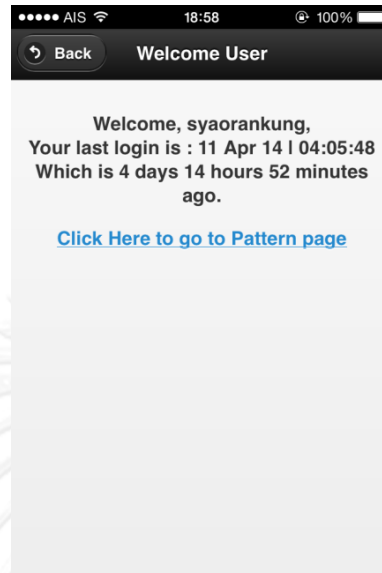 AIS 18:58 100%
Back Welcome User
Welcome, syaorankung,
Your last login is : 11 Apr 14 | 04:05:48
Which is 4 days 14 hours 52 minutes
ago.
Click Here to go to Pattern page